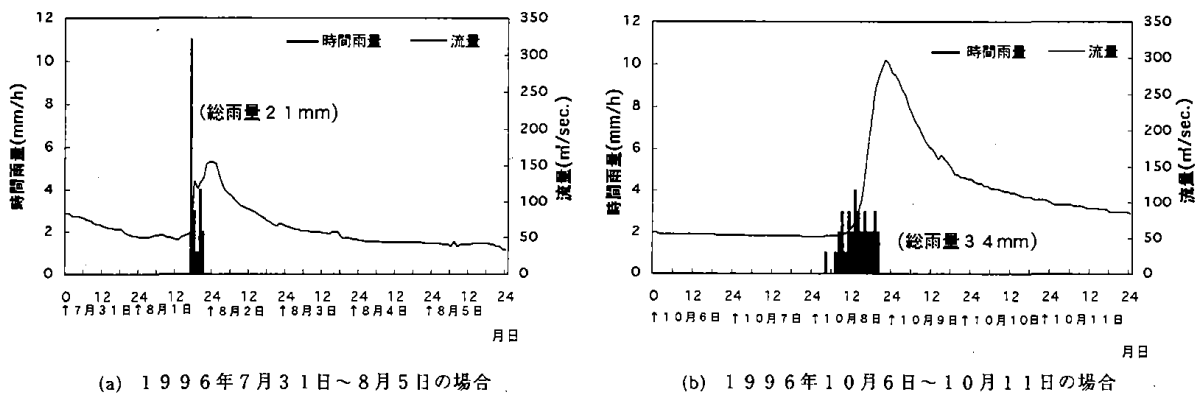 12
10
8
6
4
2
0
時間雨量(mm/h)
時間雨量 流量
(総雨量21mm)
350
300
250
200
150
100
50
0
流量(㎥/sec.)
0 12 24 12 24 12 24 12 24 12 24 12 24
↑7月31日 ↑8月1日 ↑8月2日 ↑8月3日 ↑8月4日 ↑8月5日
月日
(a) 1996年7月31日~8月5日の場合
12
10
8
6
4
2
0
時間雨量(mm/h)
時間雨量 流量
(総雨量34mm)
350
300
250
200
150
100
50
0
流量(㎥/sec.)
0 12 24 12 24 12 24 12 24 12 24 12 24
↑10月6日 ↑10月7日 ↑10月8日 ↑10月9日 ↑10月10日 ↑10月11日
月日
(b) 1996年10月6日~10月11日の場合